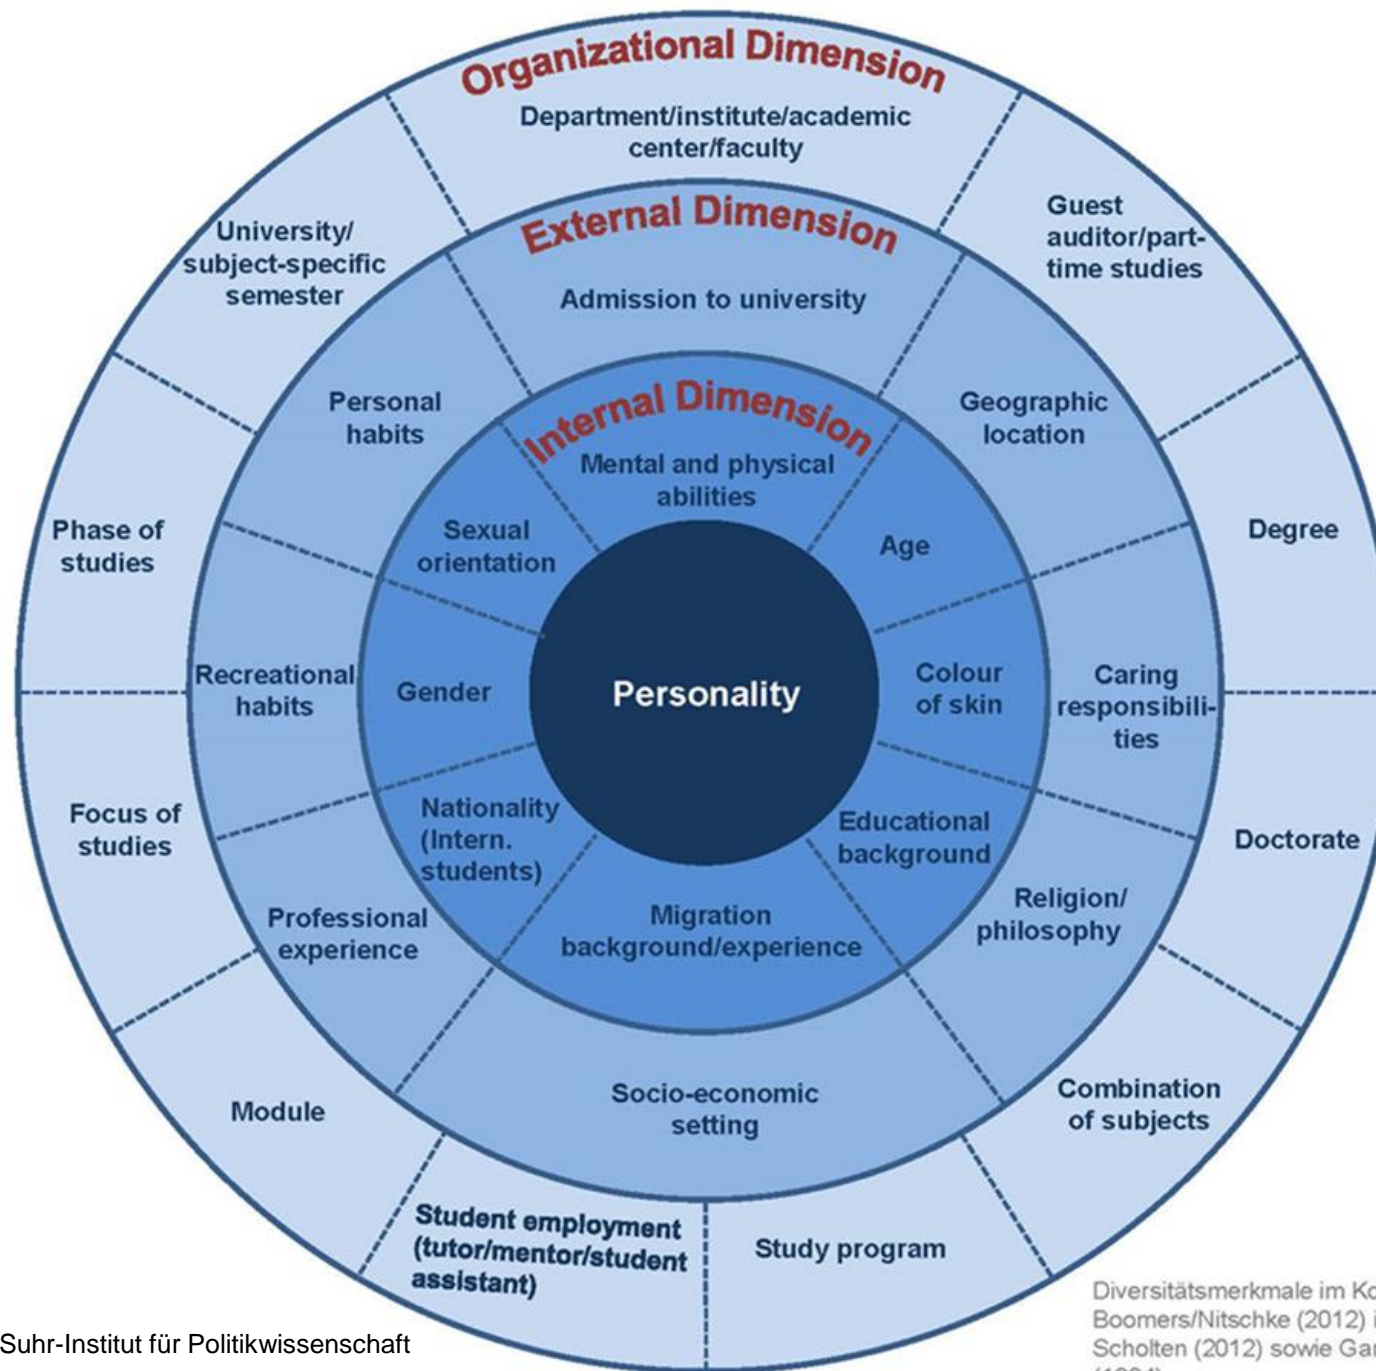 Organizational Dimension
Department/institute/academic
center/faculty
Guest
auditor/part-
time studies
Degree
Doctorate
Combination
of subjects
Study program
Student employment
(tutor/mentor/student
assistant)
Module
Focus of
studies
Phase of
studies
University/
subject-specific
semester
External Dimension
Admission to university
Geographic
location
Caring
responsibili-
ties
Religion/
philosophy
Socio-economic
setting
Professional
experience
Recreational
habits
Personal
habits
Internal Dimension
Mental and physical
abilities
Age
Colour
of skin
Educational
background
Migration
background/experience
Nationality
(Intern.
students)
Gender
Sexual
orientation
Personality
Suhr-Institut für Politikwissenschaft
Diversitätsmerkmale im
Boomers/Nitschke (2012)
Scholten (2012) sowie